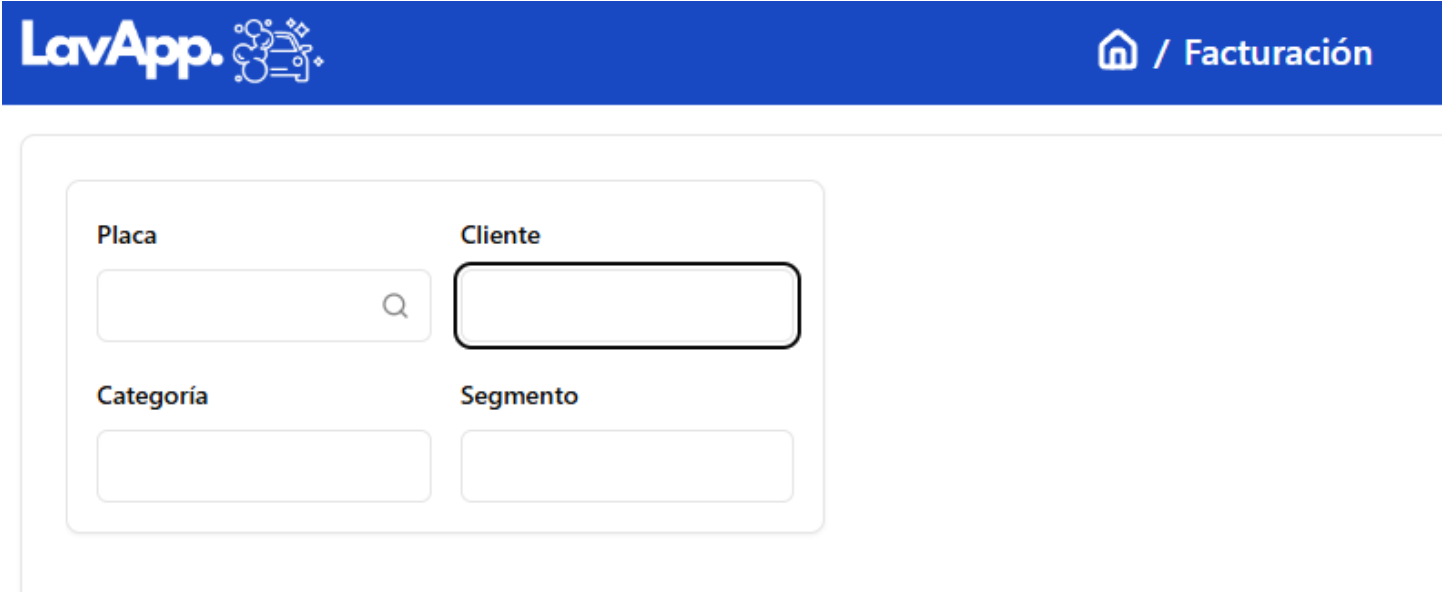 LavApp.
/ Facturación
Placa
Cliente
Categoría
Segmento